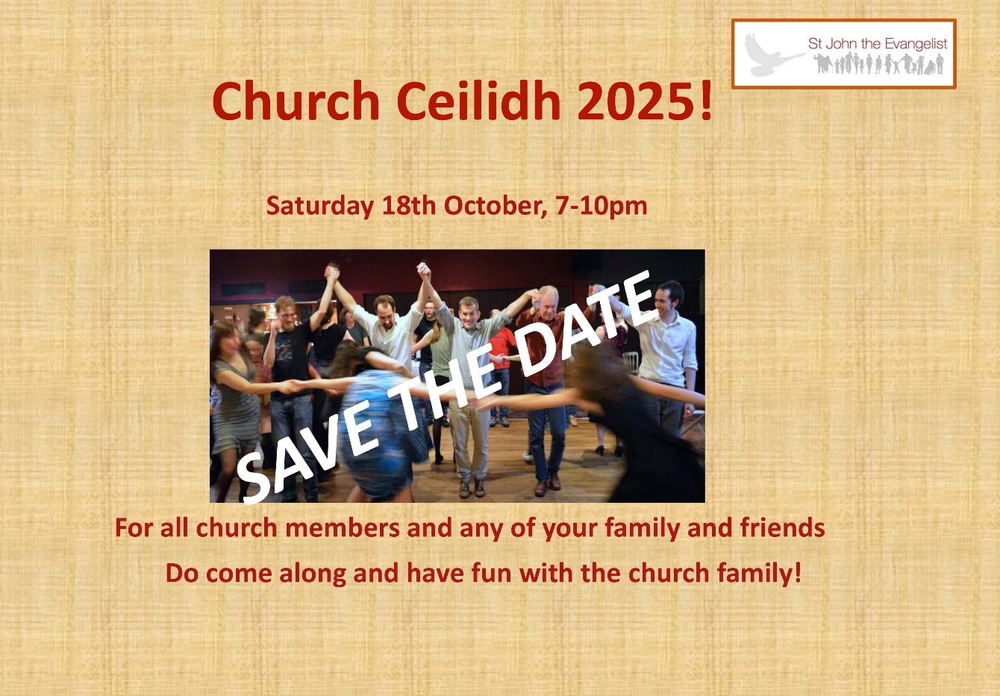 St John the Evangelist
Church Ceilidh 2025!
Saturday 18th October, 7-10pm
SAVE THE DATE
For all church members and any of your family and friends
Do come along and have fun with the church family!